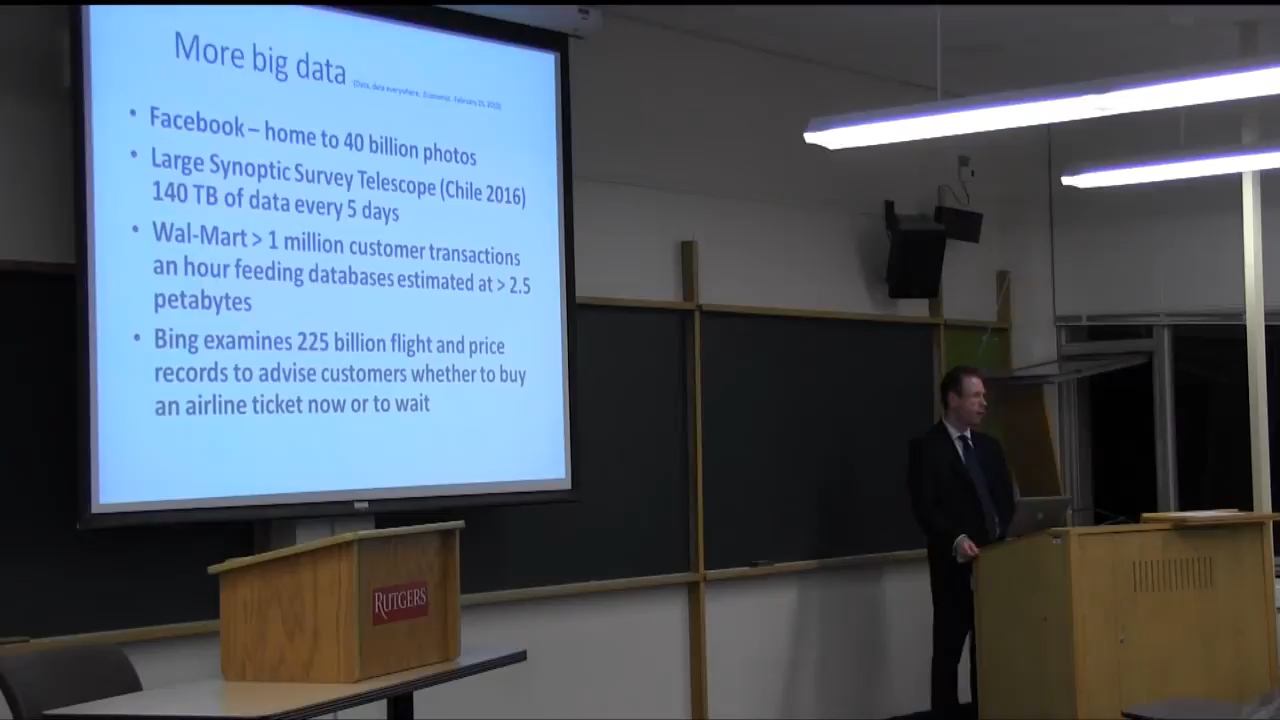 More big data (Data, data everywhere, Economist, February 25, 2010)
• Facebook – home to 40 billion photos
• Large Synoptic Survey Telescope (Chile 2016)
140 TB of data every 5 days
• Wal-Mart > 1 million customer transactions
an hour feeding databases estimated at > 2.5
petabytes
• Bing examines 225 billion flight and price
records to advise customers whether to buy
an airline ticket now or to wait
RUTGERS